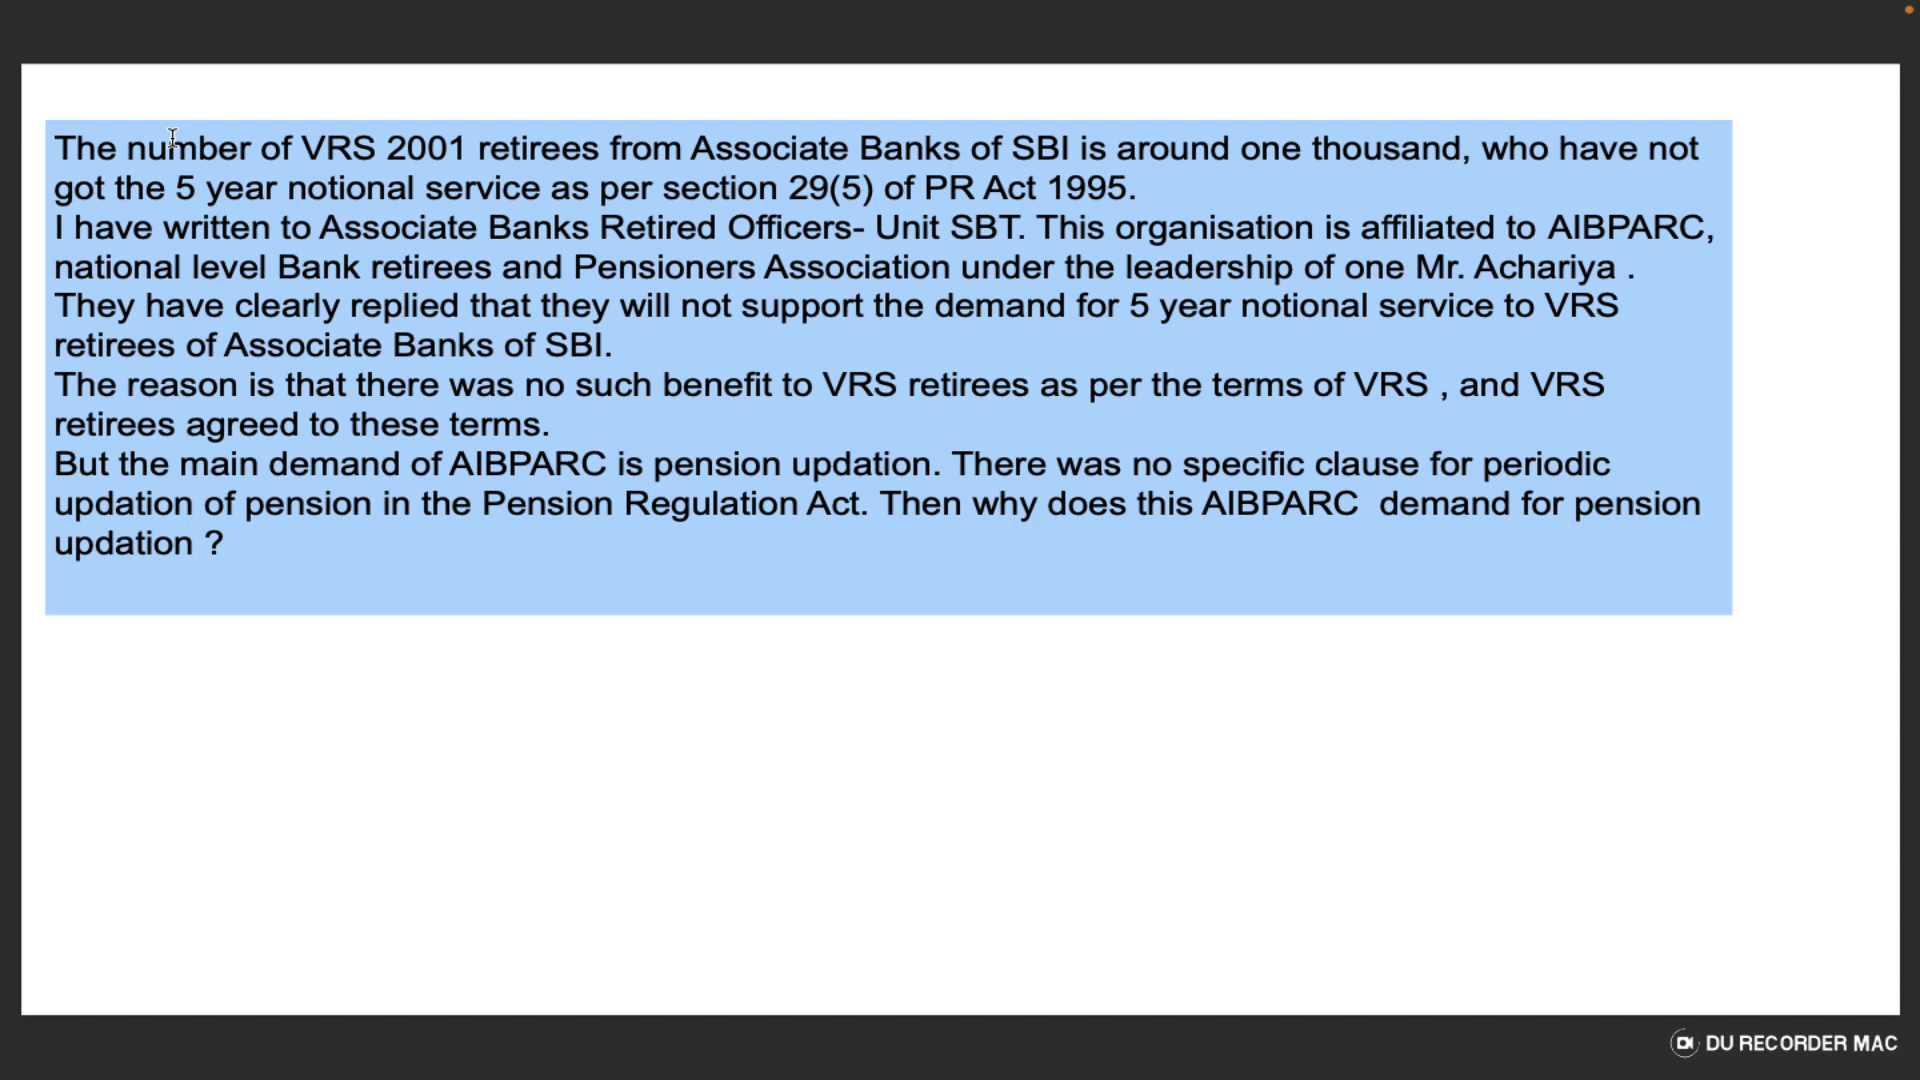 The number of VRS 2001 retirees from Associate Banks of SBI is around one thousand, who have not
got the 5 year notional service as per section 29(5) of PR Act 1995.
I have written to Associate Banks Retired Officers- Unit SBT. This organisation is affiliated to AIBPARC,
national level Bank retirees and Pensioners Association under the leadership of one Mr. Achariya .
They have clearly replied that they will not support the demand for 5 year notional service to VRS
retirees of Associate Banks of SBI.
The reason is that there was no such benefit to VRS retirees as per the terms of VRS , and VRS
retirees agreed to these terms.
But the main demand of AIBPARC is pension updation. There was no specific clause for periodic
updation of pension in the Pension Regulation Act. Then why does this AIBPARC  demand for pension
updation ?
DU RECORDER MAC